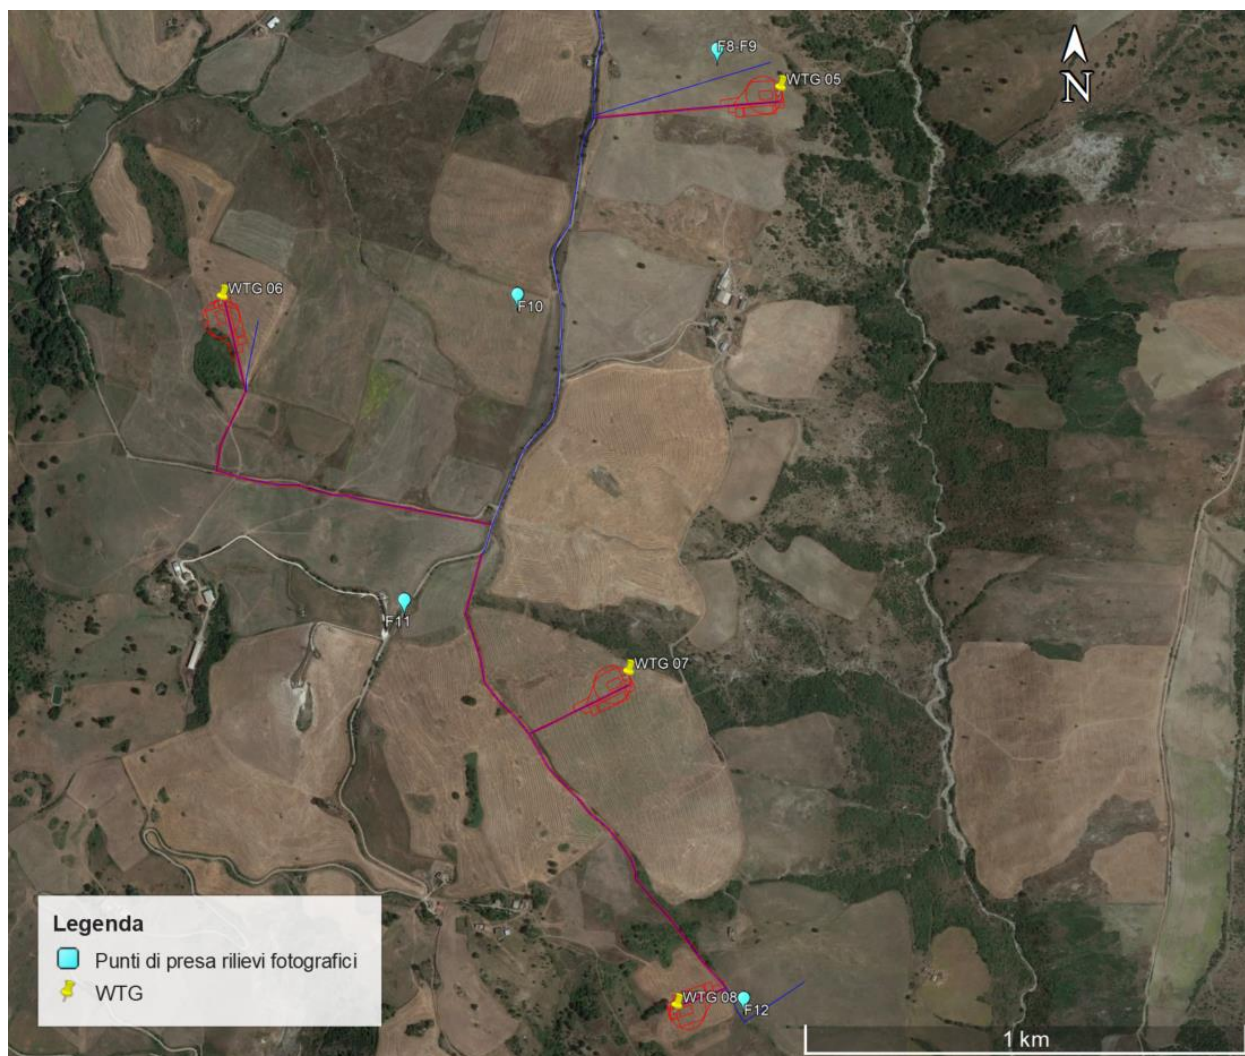 F8-F9
WTG 05
N
WTG 06
F10
F11
WTG 07
WTG 08
F12
Legenda
Punti di presa rilievi fotografici
WTG
1 km